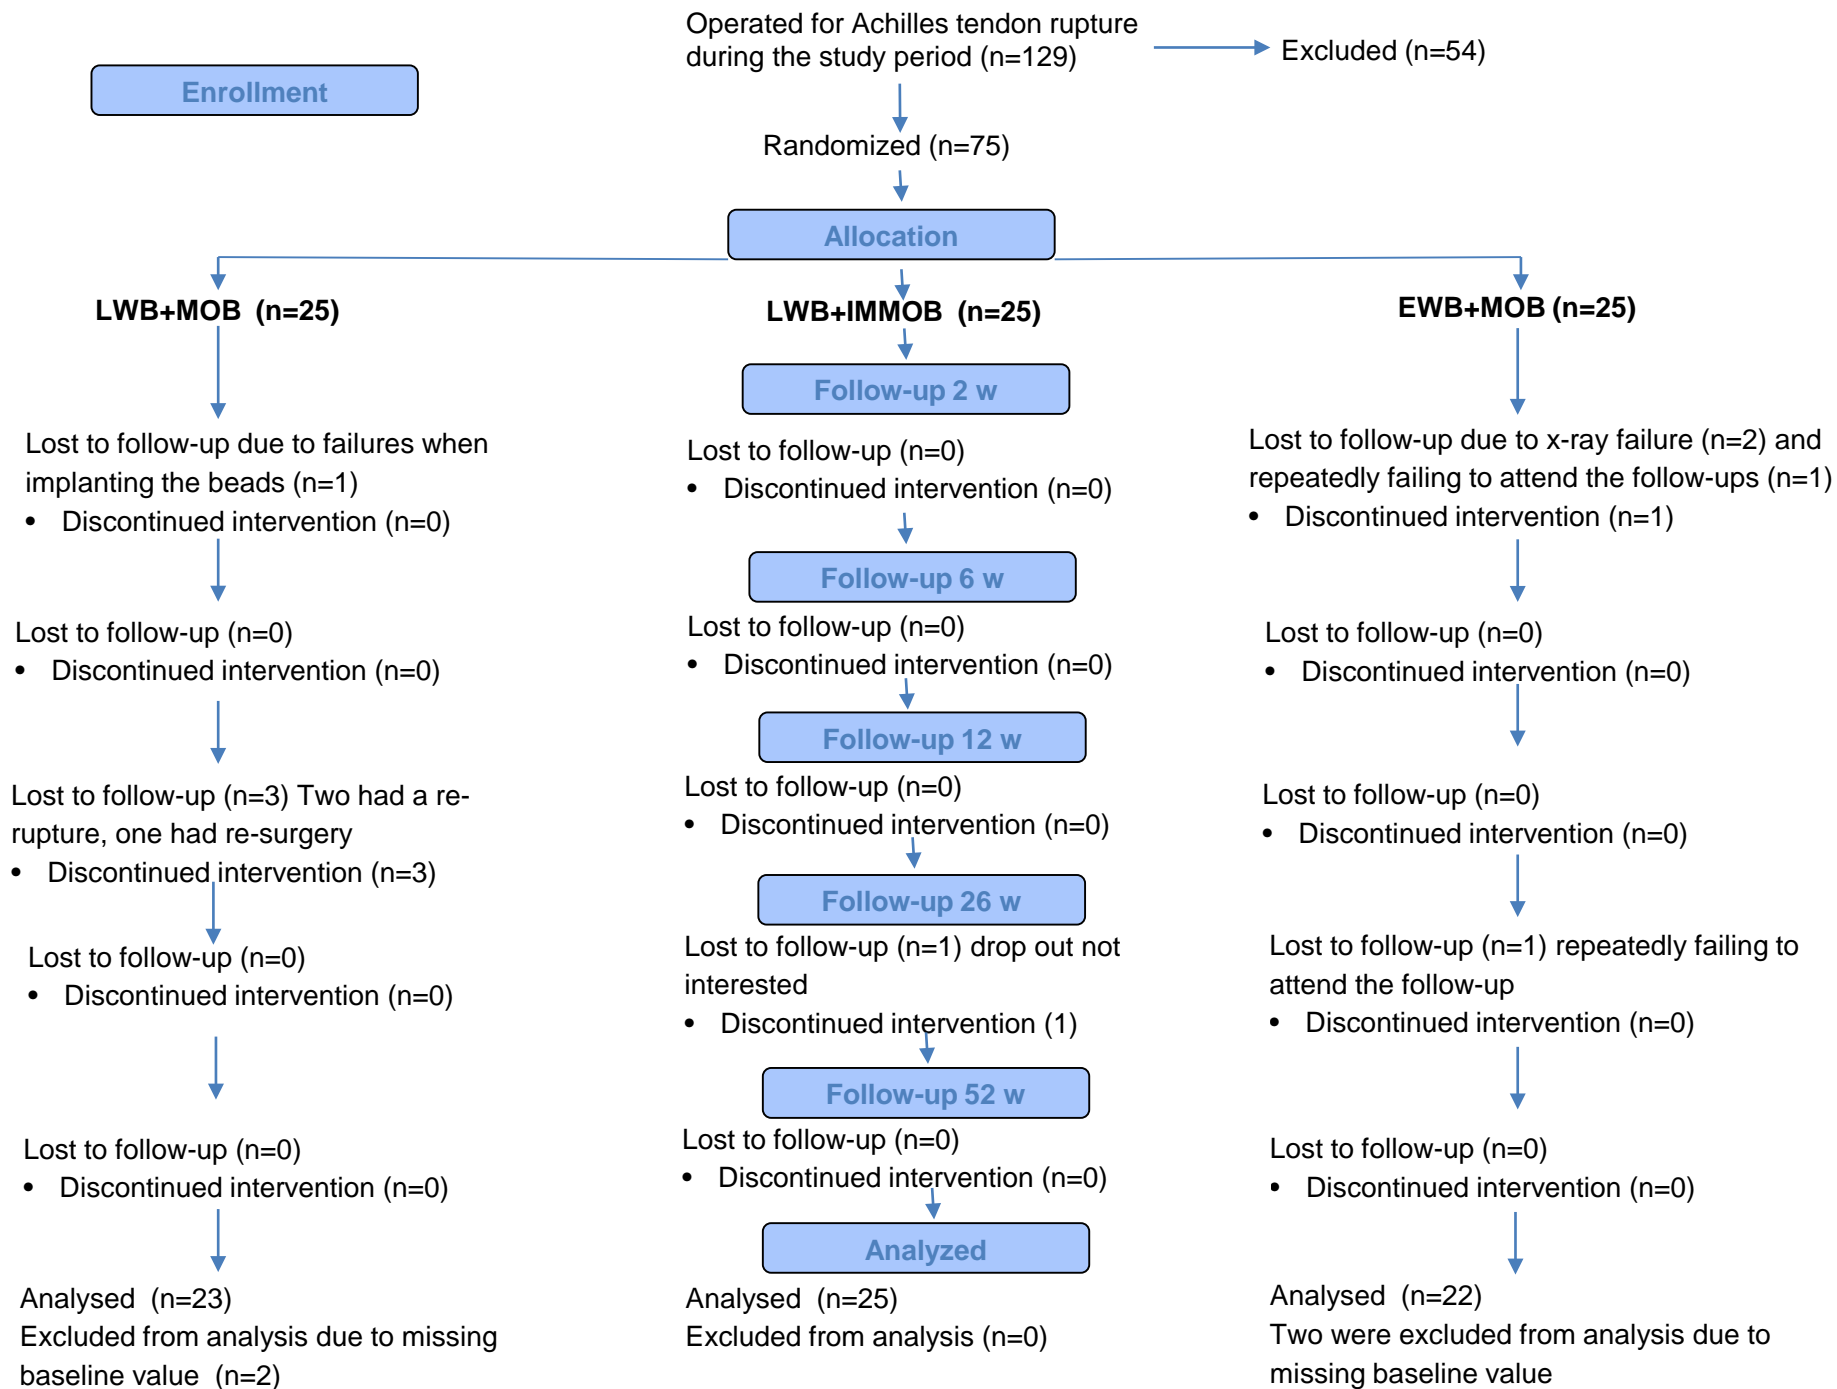 Operated for Achilles tendon rupture
during the study period (n=129)
Excluded (n=54)
Enrollment
Randomized (n=75)
Allocation
LWB+MOB (n=25)
LWB+IMMOB (n=25)
EWB+MOB (n=25)
Follow-up 2 w
Lost to follow-up due to failures when
implanting the beads (n=1)
• Discontinued intervention (n=0)
Lost to follow-up (n=0)
• Discontinued intervention (n=0)
Lost to follow-up due to x-ray failure (n=2) and
repeatedly failing to attend the follow-ups (n=1)
• Discontinued intervention (n=1)
Follow-up 6 w
Lost to follow-up (n=0)
• Discontinued intervention (n=0)
Lost to follow-up (n=0)
• Discontinued intervention (n=0)
Lost to follow-up (n=0)
• Discontinued intervention (n=0)
Follow-up 12 w
Lost to follow-up (n=3) Two had a re-
rupture, one had re-surgery
• Discontinued intervention (n=3)
Lost to follow-up (n=0)
• Discontinued intervention (n=0)
Lost to follow-up (n=0)
• Discontinued intervention (n=0)
Follow-up 26 w
Lost to follow-up (n=0)
• Discontinued intervention (n=0)
Lost to follow-up (n=1) drop out not
interested
• Discontinued intervention (1)
Lost to follow-up (n=1) repeatedly failing to
attend the follow-up
• Discontinued intervention (n=0)
Follow-up 52 w
Lost to follow-up (n=0)
• Discontinued intervention (n=0)
Lost to follow-up (n=0)
• Discontinued intervention (n=0)
Lost to follow-up (n=0)
• Discontinued intervention (n=0)
Analyzed
Analysed (n=23)
Excluded from analysis due to missing
baseline value (n=2)
Analysed (n=25)
Excluded from analysis (n=0)
Analysed (n=22)
Two were excluded from analysis due to
missing baseline value